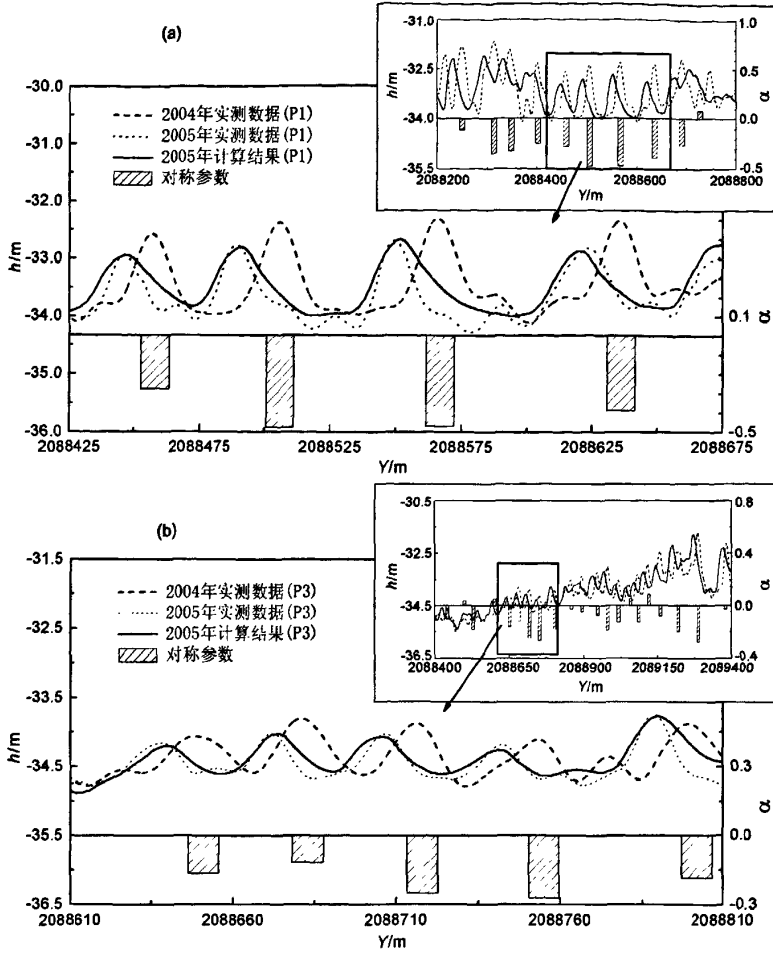 (a)
-30.0
-31.0
-32.0
-33.0
-34.0
-35.0
-36.0
h/m
2004年实测数据(P1)
2005年实测数据(P1)
2005年计算结果(P1)
对称参数
-31.0
-32.5
-34.0
-35.5
h/m
1.0
0.5
0.0
-0.5
α
2088200 2088400 2088600 2088800
Y/m
0.1
-0.5
α
2088425 2088475 2088525 2088575 2088625 2088675
Y/m
(b)
-31.5
-32.5
-33.5
-34.5
-35.5
-36.5
h/m
2004年实测数据(P3)
2005年实测数据(P3)
2005年计算结果(P3)
对称参数
-30.5
-32.5
-34.5
-36.5
h/m
0.8
0.4
0.0
-0.4
α
2088400 2088650 2088900 2089150 2089400
Y/m
0.3
0.0
-0.3
α
2088610 2088660 2088710 2088760 2088810
Y/m